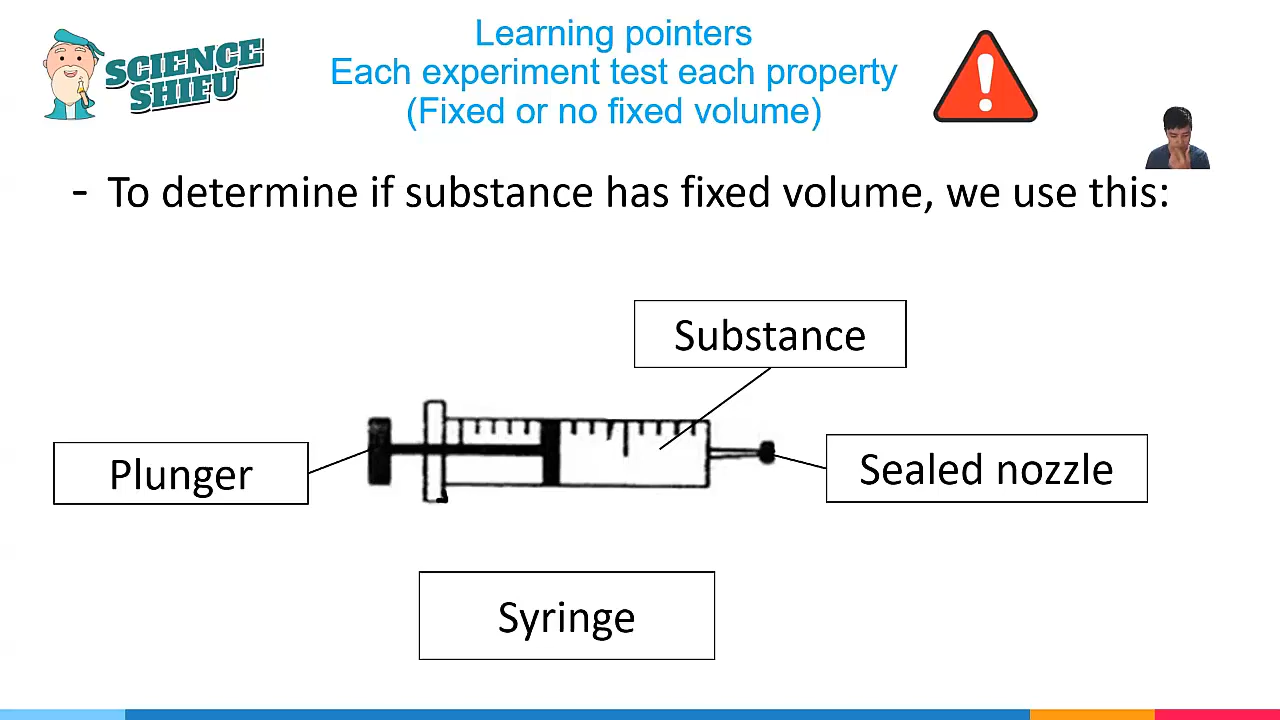 SCIENCE
SHIFU
Learning pointers
Each experiment test each property
(Fixed or no fixed volume)
- To determine if substance has fixed volume, we use this:
Substance
Plunger
Sealed nozzle
Syringe